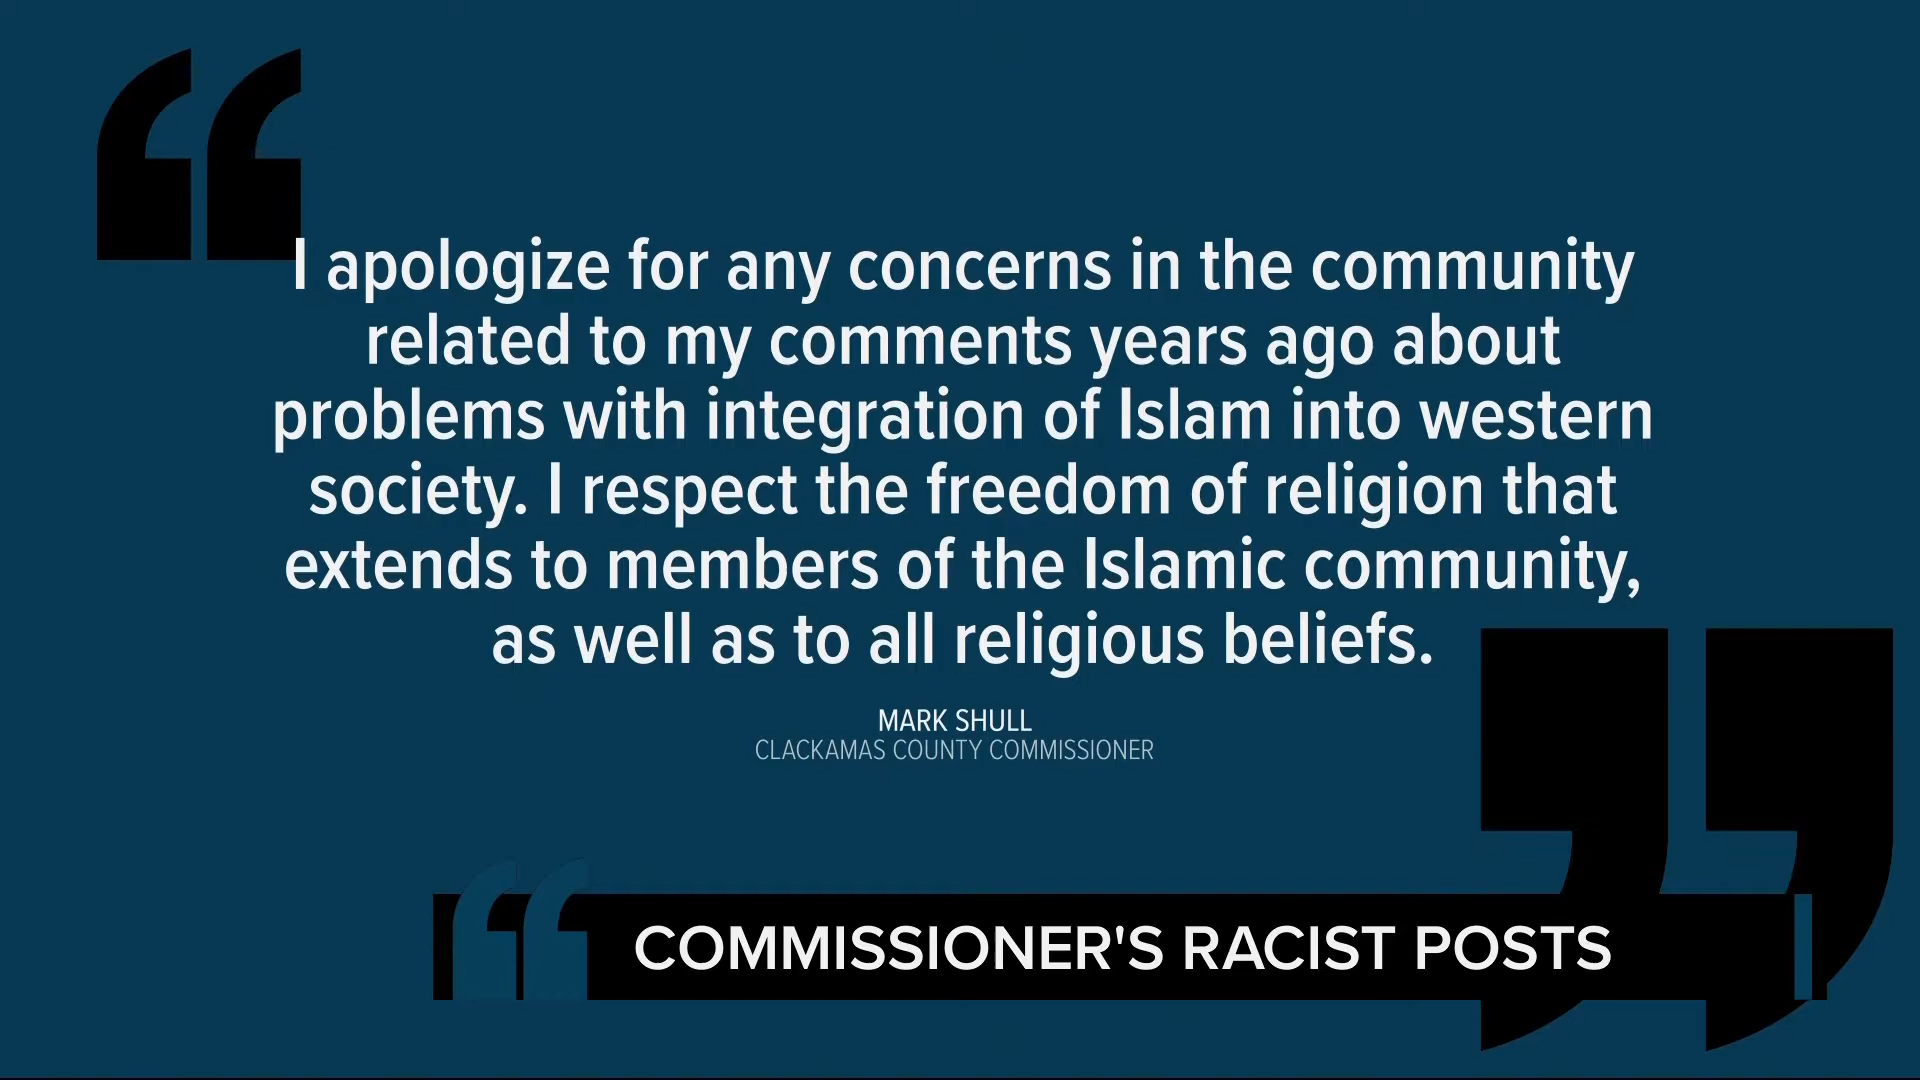 I apologize for any concerns in the community
related to my comments years ago about
problems with integration of Islam into western
society. I respect the freedom of religion that
extends to members of the Islamic community,
as well as to all religious beliefs.
MARK SHULL
CLACKAMAS COUNTY COMMISSIONER
COMMISSIONER'S RACIST POSTS